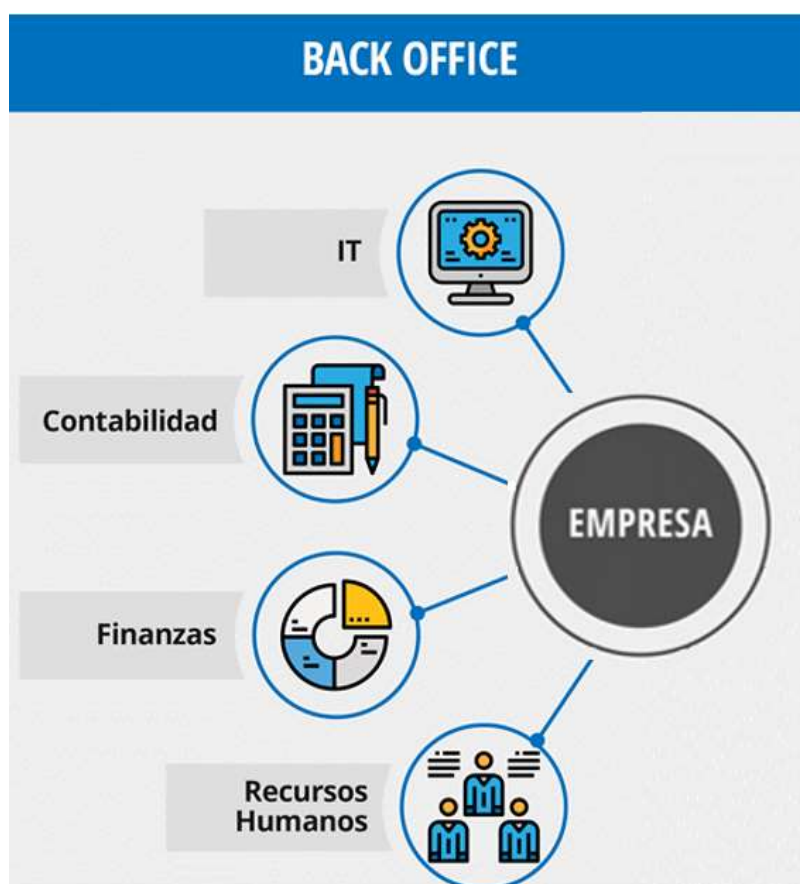 BACK OFFICE
IT
Contabilidad
EMPRESA
Finanzas
Recursos
Humanos